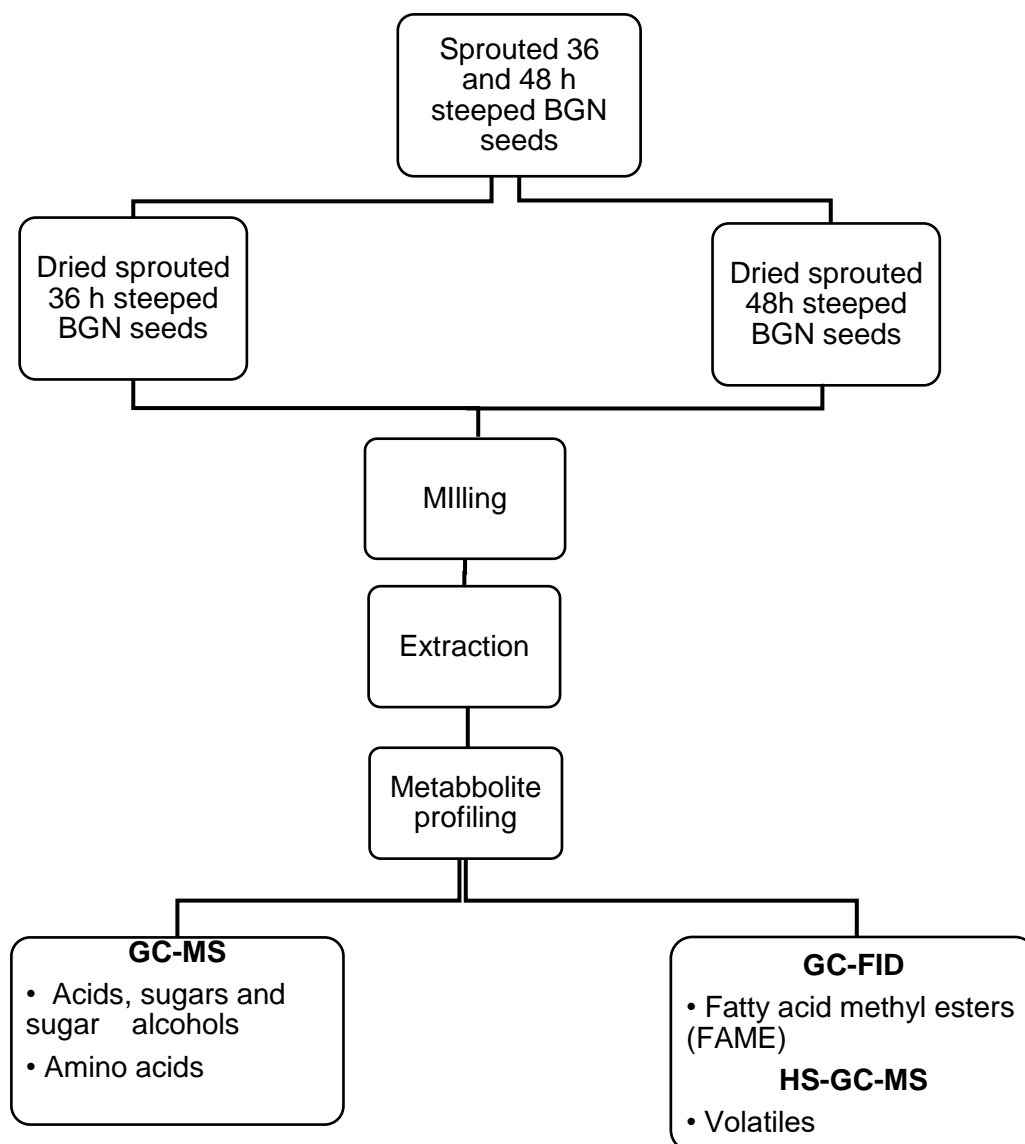 Sprouted 36
and 48 h
steeped BGN
seeds
Dried sprouted
36 h steeped
BGN seeds
Dried sprouted
48h steeped
BGN seeds
MIlling
Extraction
Metabbolite
profiling
GC-MS
• Acids, sugars and
sugar alcohols
• Amino acids
GC-FID
• Fatty acid methyl esters
(FAME)
HS-GC-MS
• Volatiles